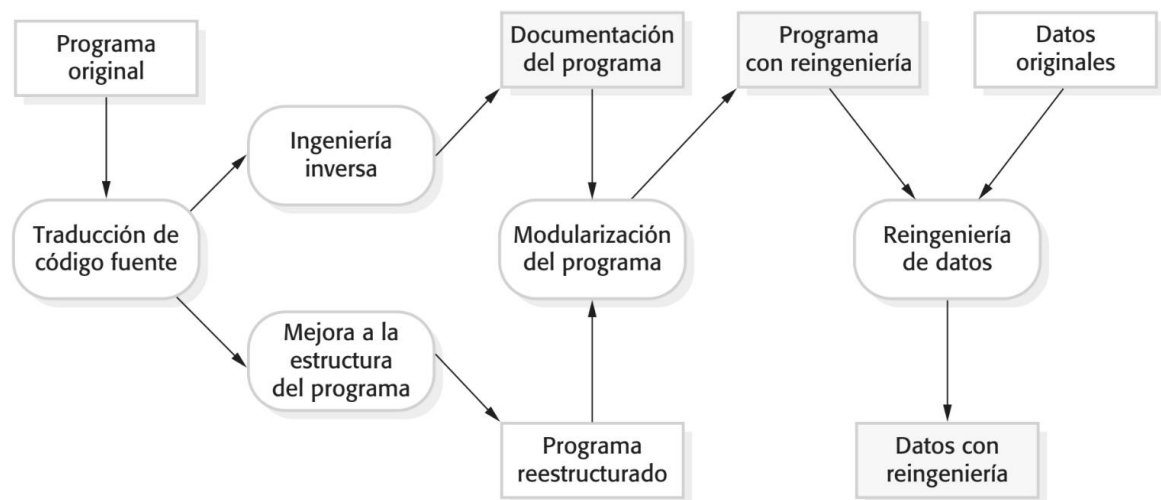 Programa
original
Documentación
del programa
Programa
con reingeniería
Datos
originales
Ingeniería
inversa
Traducción de
código fuente
Modularización
del programa
Reingeniería
de datos
Mejora a la
estructura
del programa
Programa
reestructurado
Datos con
reingeniería